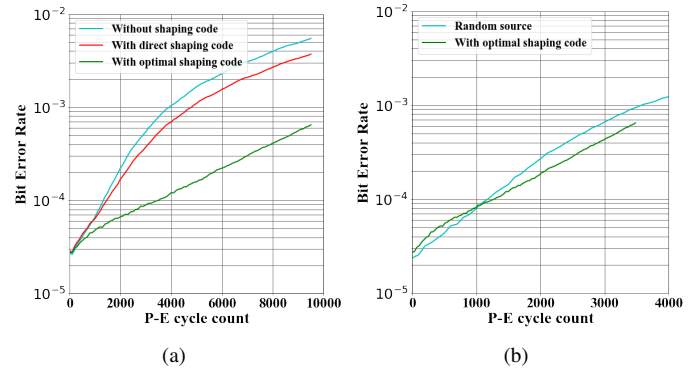 10⁻²
Without shaping code
With direct shaping code
With optimal shaping code
10⁻³
10⁻⁴
10⁻⁵
Bit Error Rate
0 2000 4000 6000 8000 10000
P-E cycle count
(a)
10⁻²
Random source
With optimal shaping code
10⁻³
10⁻⁴
10⁻⁵
Bit Error Rate
0 1000 2000 3000 4000
P-E cycle count
(b)